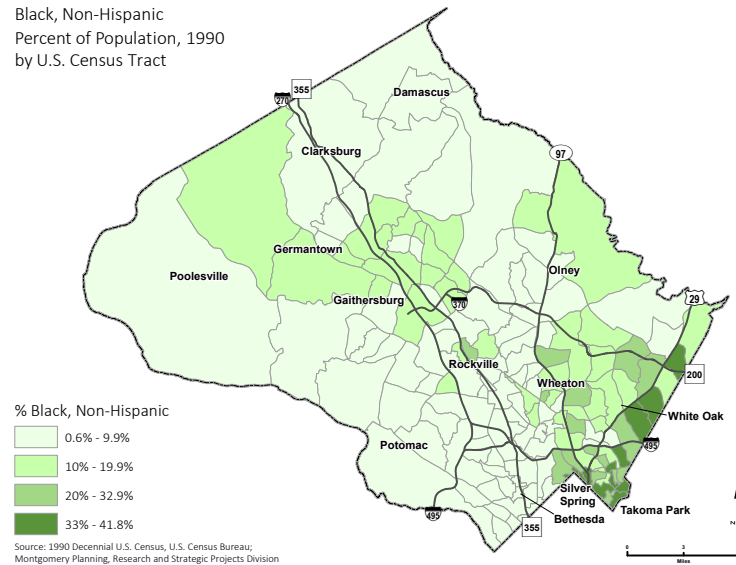 Black, Non-Hispanic
Percent of Population, 1990
by U.S. Census Tract
Damascus
355
270
Clarksburg
97
Germantown
Poolesville
Olney
Gaithersburg
370
29
Rockville
200
Wheaton
White Oak
% Black, Non-Hispanic
0.6% - 9.9%
10% - 19.9%
20% - 32.9%
33% - 41.8%
Potomac
495
Silver
Spring
Takoma Park
495
355
Bethesda
N
0 3
Miles
Source: 1990 Decennial U.S. Census, U.S. Census Bureau;
Montgomery Planning, Research and Strategic Projects Division